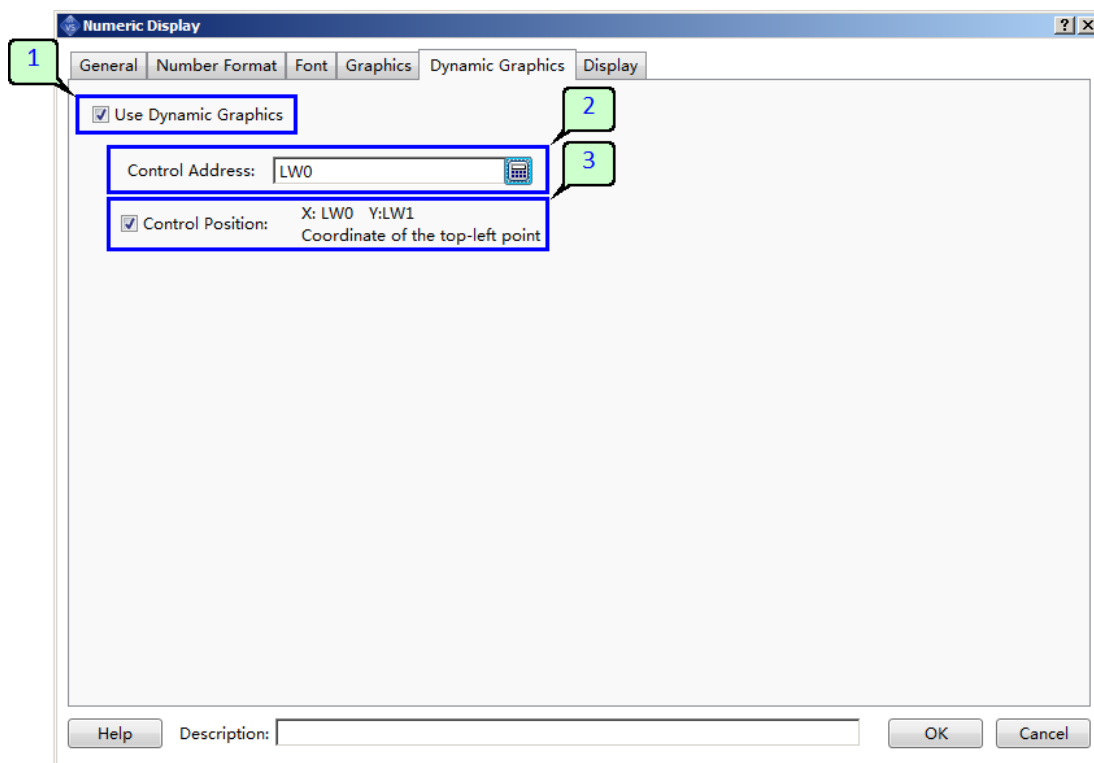 Numeric Display
1
General Number Format Font Graphics Dynamic Graphics Display
Use Dynamic Graphics
2
Control Address: LW0
3
Control Position: X: LW0 Y:LW1
Coordinate of the top-left point
Help Description: OK Cancel